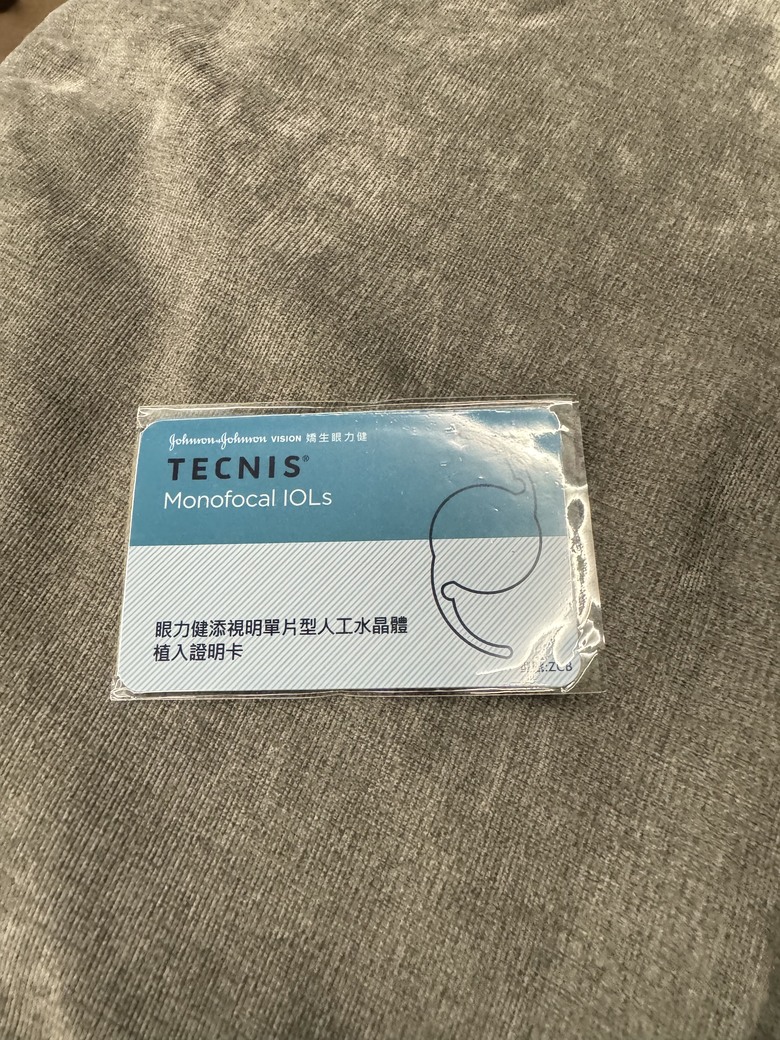 Johnson&Johnson VISION 嬌生眼力健
TECNIS®
Monofocal IOLs
眼力健添視明單片型人工水晶體
植入證明卡
:ZCB